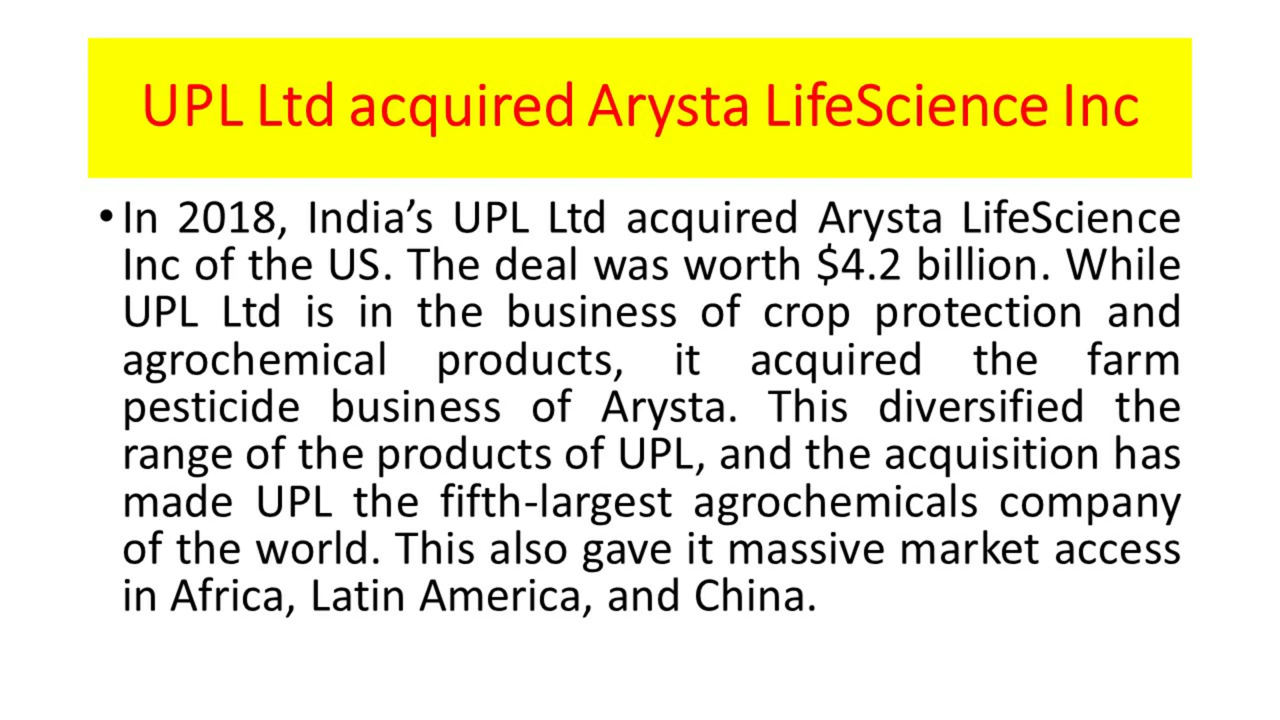 UPL Ltd acquired Arysta LifeScience Inc
•In 2018, India’s UPL Ltd acquired Arysta LifeScience
Inc of the US. The deal was worth $4.2 billion. While
UPL Ltd is in the business of crop protection and
agrochemical products, it acquired the farm
pesticide business of Arysta. This diversified the
range of the products of UPL, and the acquisition has
made UPL the fifth-largest agrochemicals company
of the world. This also gave it massive market access
in Africa, Latin America, and China.